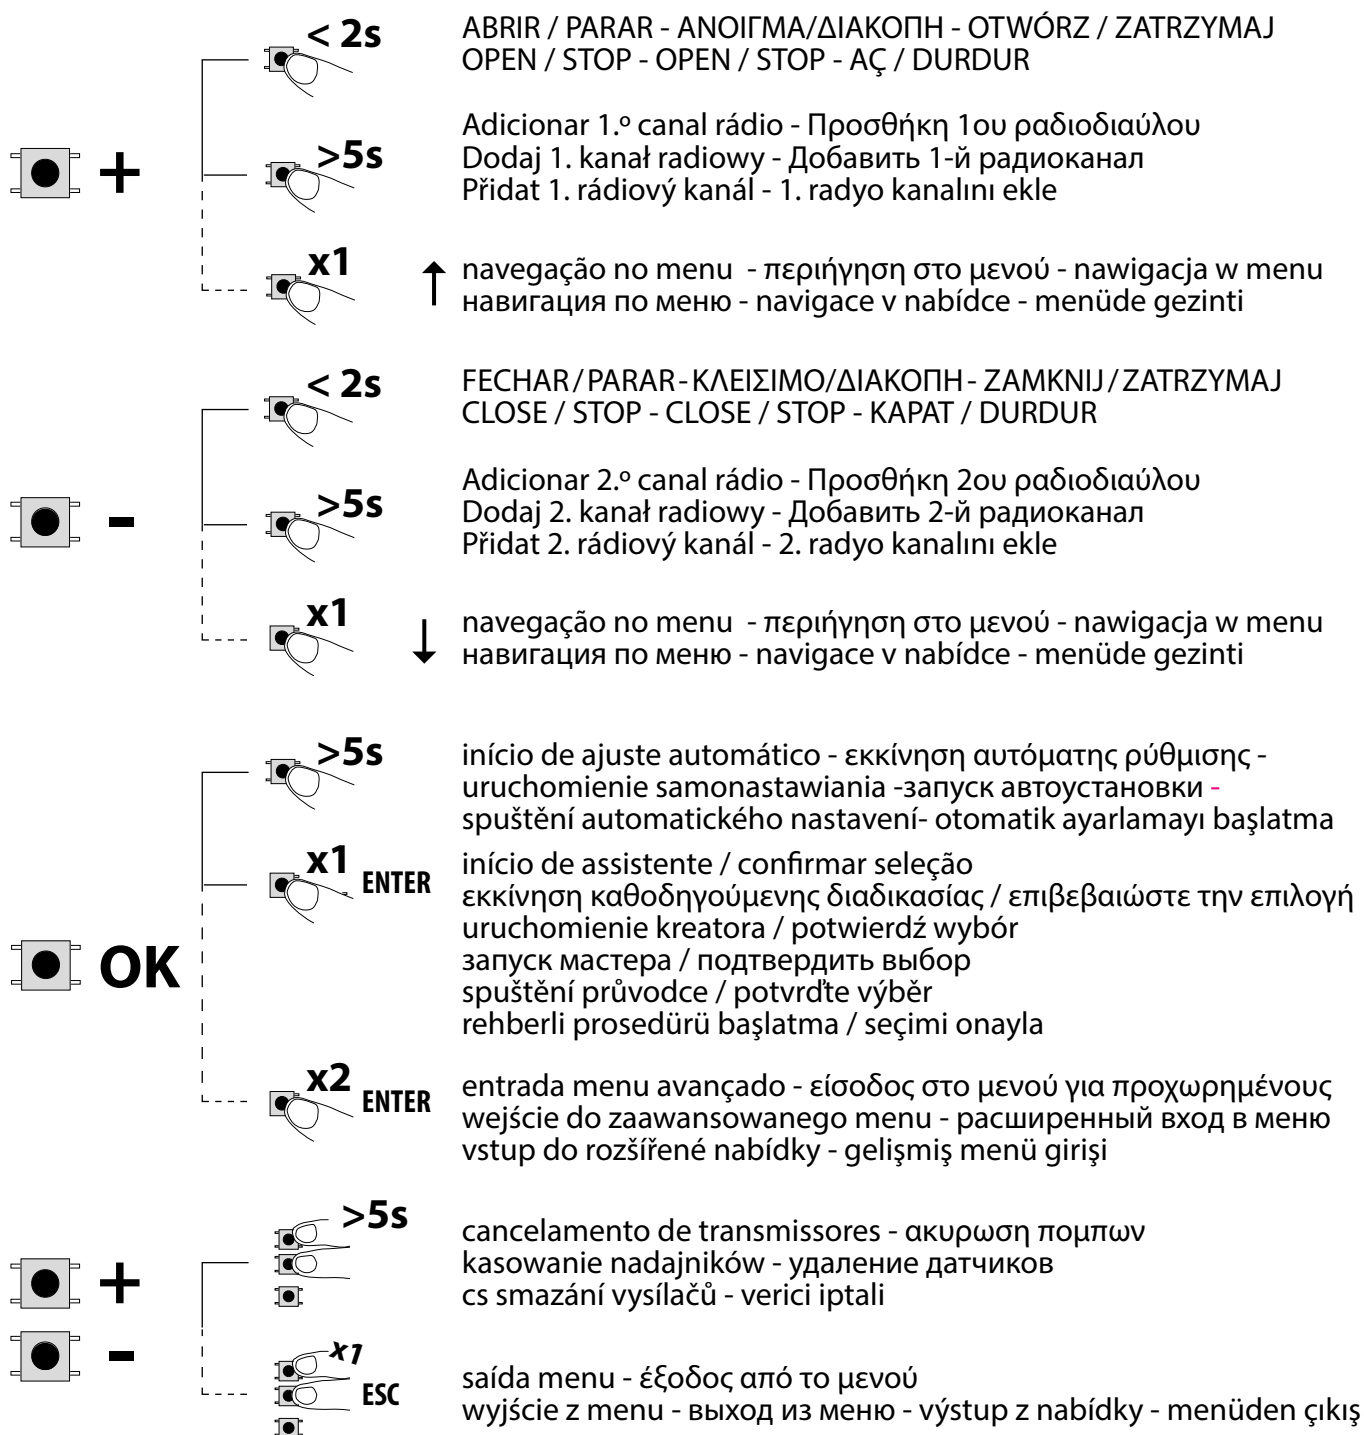 < 2s
ABRIR / PARAR - ΑΝΟΙΓΜΑ/ΔΙΑΚΟΠΗ - OTWÓRZ / ZATRZYMAJ
OPEN / STOP - OPEN / STOP - AÇ / DURDUR
+
>5s
Adicionar 1.º canal rádio - Προσθήκη 1ου ραδιοδιαύλου
Dodaj 1. kanał radiowy - Добавить 1-й радиоканал
Přidat 1. rádiový kanál - 1. radyo kanalını ekle
x1
↑ navegação no menu - περιήγηση στο μενού - nawigacja w menu
навигация по меню - navigace v nabídce - menüde gezinti
< 2s
FECHAR / PARAR - ΚΛΕΙΣΙΜΟ/ΔΙΑΚΟΠΗ - ZAMKNIJ / ZATRZYMAJ
CLOSE / STOP - CLOSE / STOP - KAPAT / DURDUR
-
>5s
Adicionar 2.º canal rádio - Προσθήκη 2ου ραδιοδιαύλου
Dodaj 2. kanał radiowy - Добавить 2-й радиоканал
Přidat 2. rádiový kanál - 2. radyo kanalını ekle
x1
↓ navegação no menu - περιήγηση στο μενού - nawigacja w menu
навигация по меню - navigace v nabídce - menüde gezinti
>5s
início de ajuste automático - εκκίνηση αυτόματης ρύθμισης -
uruchomienie samonastawiania -запуск автоустановки -
spuštění automatického nastavení- otomatik ayarlamayı başlatma
OK
x1 ENTER
início de assistente / confirmar seleção
εκκίνηση καθοδηγούμενης διαδικασίας / επιβεβαιώστε την επιλογή
uruchomienie kreatora / potwierdź wybór
запуск мастера / подтвердить выбор
spuštění průvodce / potvrďte výběr
rehberli prosedürü başlatma / seçimi onayla
x2 ENTER
entrada menu avançado - είσοδος στο μενού για προχωρημένους
wejście do zaawansowanego menu - расширенный вход в меню
vstup do rozšířené nabídky - gelişmiş menü girişi
+
-
>5s
cancelamento de transmissores - ακυρωση πομπων
kasowanie nadajników - удаление датчиков
cs smazání vysílačů - verici iptali
x1 ESC
saída menu - έξοδος από το μενού
wyjście z menu - выход из меню - výstup z nabídky - menüden çıkış